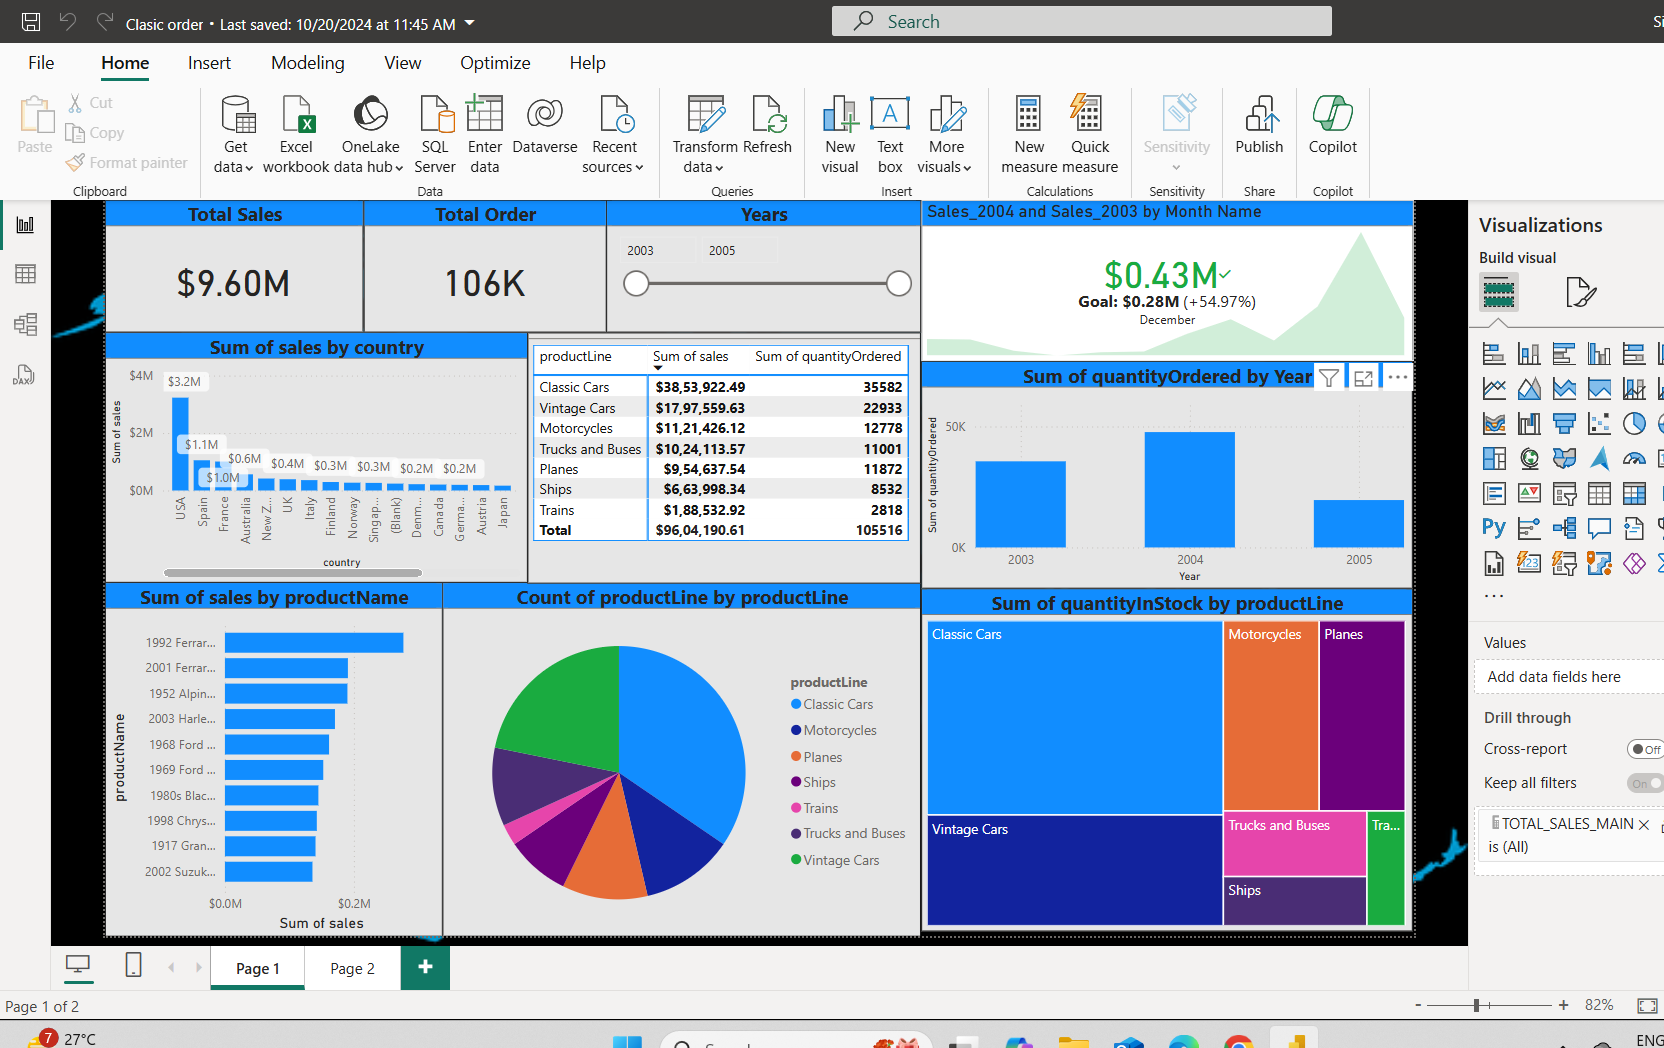 Clasic order • Last saved: 10/20/2024 at 11:45 AM
Search
File Home Insert Modeling View Optimize Help
Paste
Cut
Copy
Format painter
Clipboard
Get data
Excel workbook
OneLake data hub
SQL Server
Enter data
Dataverse
Recent sources
Data
Transform data
Refresh
Queries
New visual
Text box
More visuals
Insert
New measure
Quick measure
Calculations
Sensitivity
Sensitivity
Publish
Share
Copilot
Copilot
Total Sales
$9.60M
Total Order
106K
Years
2003 2005
Sales_2004 and Sales_2003 by Month Name
$0.43M
Goal: $0.28M (+54.97%)
December
Sum of sales by country
Sum of sales
$4M
$2M
$0M
$3.2M
$1.1M
$1.0M
$0.6M
$0.4M
$0.3M
$0.3M
$0.2M
$0.2M
USA
Spain
France
Australia
New Z...
UK
Italy
Finland
Norway
Singap...
(Blank)
Denm...
Canada
Germa...
Austria
Japan
country
productLine Sum of sales Sum of quantityOrdered
Classic Cars $38,53,922.49 35582
Vintage Cars $17,97,559.63 22933
Motorcycles $11,21,426.12 12778
Trucks and Buses $10,24,113.57 11001
Planes $9,54,637.54 11872
Ships $6,63,998.34 8532
Trains $1,88,532.92 2818
Total $96,04,190.61 105516
Sum of quantityOrdered by Year
Sum of quantityOrdered
50K
0K
2003 2004 2005
Year
Sum of sales by productName
productName
1992 Ferrar...
2001 Ferrar...
1952 Alpin...
2003 Harle...
1968 Ford ...
1969 Ford ...
1980s Blac...
1998 Chrys...
1917 Gran...
2002 Suzuk...
$0.0M $0.2M
Sum of sales
Count of productLine by productLine
productLine
Classic Cars
Motorcycles
Planes
Ships
Trains
Trucks and Buses
Vintage Cars
Sum of quantityInStock by productLine
Classic Cars
Motorcycles
Planes
Vintage Cars
Trucks and Buses
Tra...
Ships
Visualizations
Build visual
Py
123
...
Values
Add data fields here
Drill through
Cross-report
Off
Keep all filters
On
TOTAL_SALES_MAIN
is (All)
DAX
Page 1 Page 2 +
Page 1 of 2
- + 82%
7 27°C
ENG